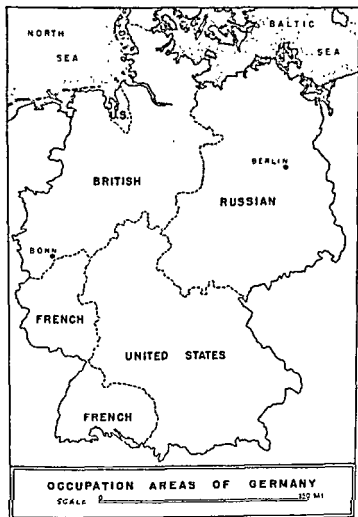 NORTH
SEA
BALTIC
SEA
U.S.
BERLIN
BRITISH
RUSSIAN
BONN
FRENCH
UNITED STATES
FRENCH
OCCUPATION AREAS OF GERMANY
SCALE 0 150 MI